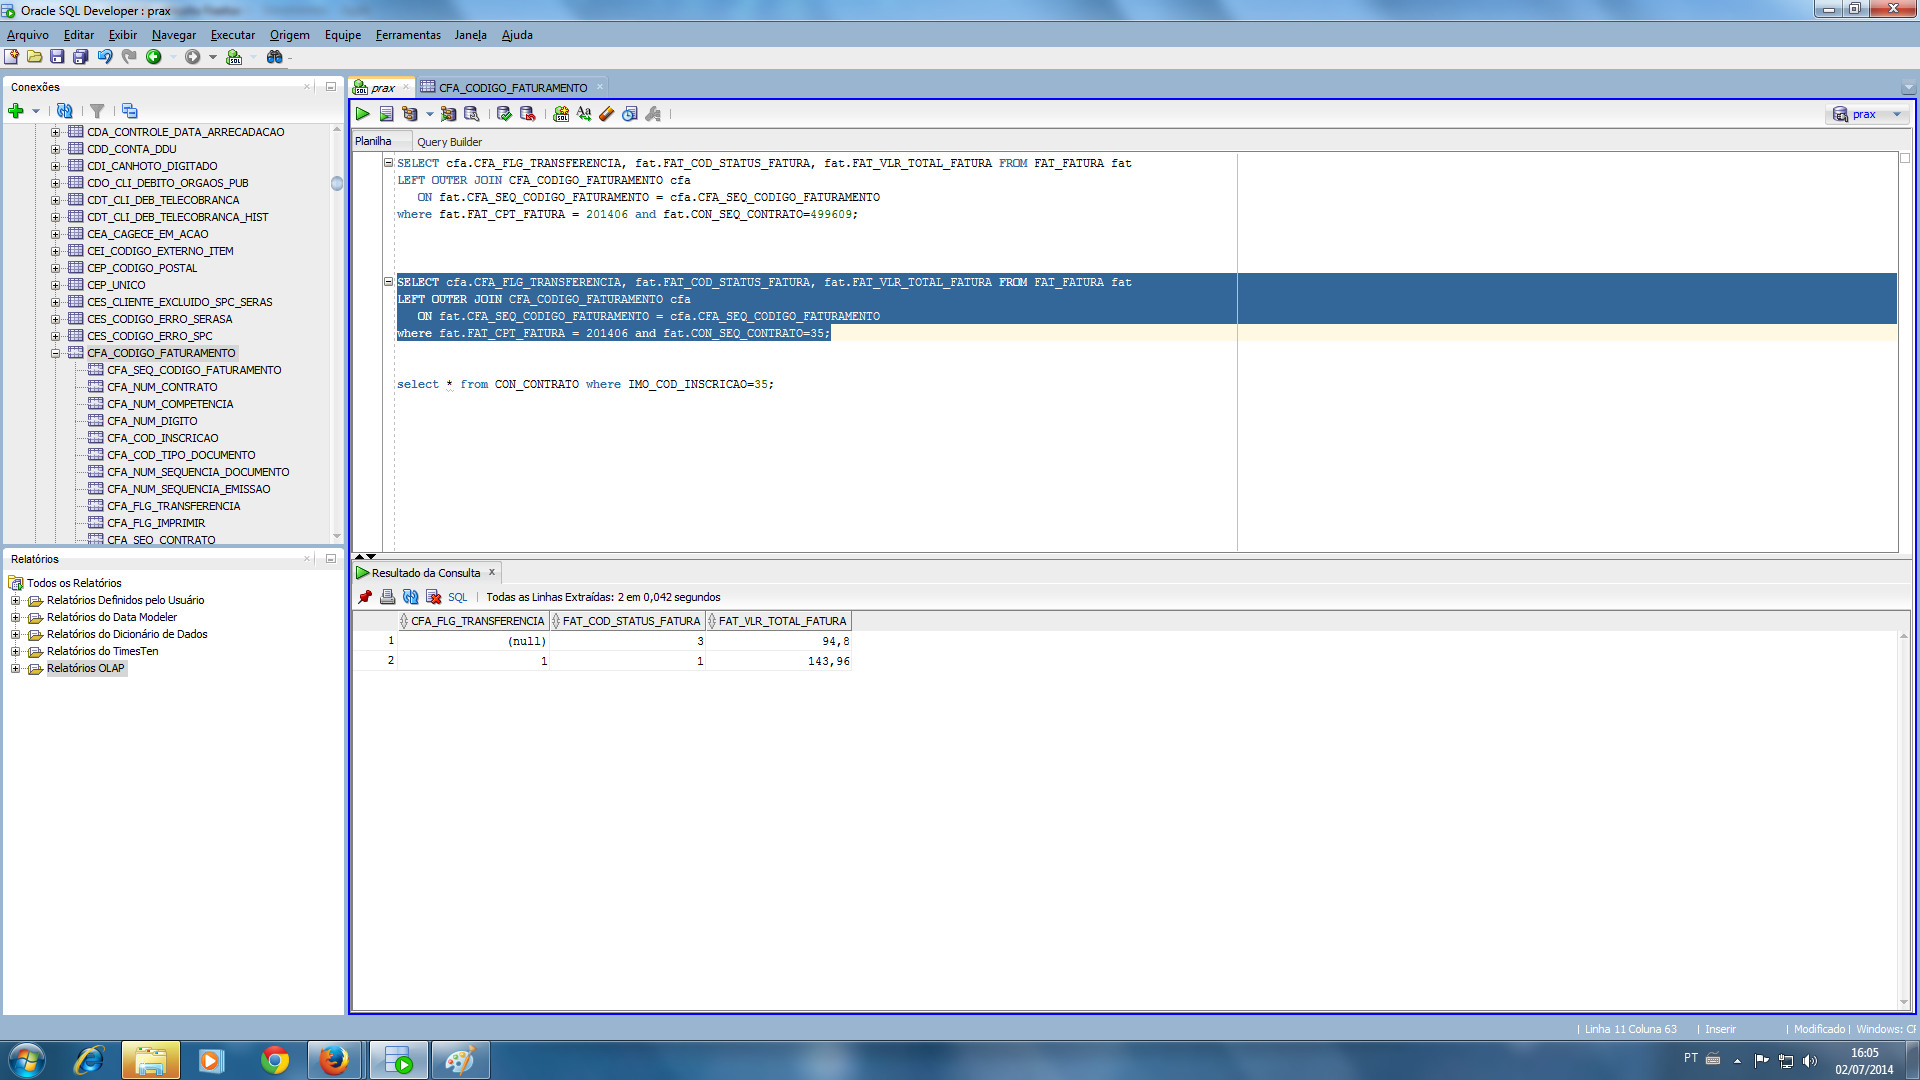 Oracle SQL Developer : prax
Arquivo Editar Exibir Navegar Executar Origem Equipe Ferramentas Janela Ajuda
Conexões
CDA_CONTROLE_DATA_ARRECADACAO
CDD_CONTA_DDU
CDI_CANHOTO_DIGITADO
CDO_CLI_DEBITO_ORGAOS_PUB
CDT_CLI_DEB_TELECOBRANCA
CDT_CLI_DEB_TELECOBRANCA_HIST
CEA_CAGECE_EM_ACAO
CEI_CODIGO_EXTERNO_ITEM
CEP_CODIGO_POSTAL
CEP_UNICO
CES_CLIENTE_EXCLUIDO_SPC_SERAS
CES_CODIGO_ERRO_SERASA
CES_CODIGO_ERRO_SPC
CFA_CODIGO_FATURAMENTO
CFA_SEQ_CODIGO_FATURAMENTO
CFA_NUM_CONTRATO
CFA_NUM_COMPETENCIA
CFA_NUM_DIGITO
CFA_COD_INSCRICAO
CFA_COD_TIPO_DOCUMENTO
CFA_NUM_SEQUENCIA_DOCUMENTO
CFA_NUM_SEQUENCIA_EMISSAO
CFA_FLG_TRANSFERENCIA
CFA_FLG_IMPRIMIR
CFA_SEQ_CONTRATO
Relatórios
Todos os Relatórios
Relatórios Definidos pelo Usuário
Relatórios do Data Modeler
Relatórios do Dicionário de Dados
Relatórios do TimesTen
Relatórios OLAP
prax
CFA_CODIGO_FATURAMENTO
prax
Planilha Query Builder
SELECT cfa.CFA_FLG_TRANSFERENCIA, fat.FAT_COD_STATUS_FATURA, fat.FAT_VLR_TOTAL_FATURA FROM FAT_FATURA fat
LEFT OUTER JOIN CFA_CODIGO_FATURAMENTO cfa
ON fat.CFA_SEQ_CODIGO_FATURAMENTO = cfa.CFA_SEQ_CODIGO_FATURAMENTO
where fat.FAT_CPT_FATURA = 201406 and fat.CON_SEQ_CONTRATO=499609;
SELECT cfa.CFA_FLG_TRANSFERENCIA, fat.FAT_COD_STATUS_FATURA, fat.FAT_VLR_TOTAL_FATURA FROM FAT_FATURA fat
LEFT OUTER JOIN CFA_CODIGO_FATURAMENTO cfa
ON fat.CFA_SEQ_CODIGO_FATURAMENTO = cfa.CFA_SEQ_CODIGO_FATURAMENTO
where fat.FAT_CPT_FATURA = 201406 and fat.CON_SEQ_CONTRATO=35;
select * from CON_CONTRATO where IMO_COD_INSCRICAO=35;
Resultado da Consulta
SQL | Todas as Linhas Extraídas: 2 em 0,042 segundos
CFA_FLG_TRANSFERENCIA FAT_COD_STATUS_FATURA FAT_VLR_TOTAL_FATURA
1 (null) 3 94,8
2 1 1 143,96
Linha 11 Coluna 63 | Inserir | Modificado | Windows: CF
PT
16:05
02/07/2014